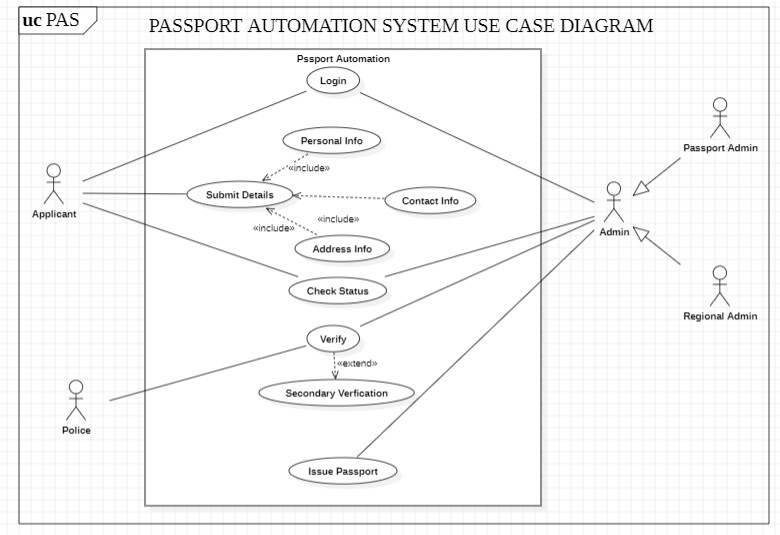 uc PAS
PASSPORT AUTOMATION SYSTEM USE CASE DIAGRAM
Pssport Automation
Login
Passport Admin
Personal Info
«include»
Submit Details
Contact Info
Applicant
«include»
«include»
Admin
Address Info
Check Status
Regional Admin
Verify
«extend»
Secondary Verfication
Police
Issue Passport